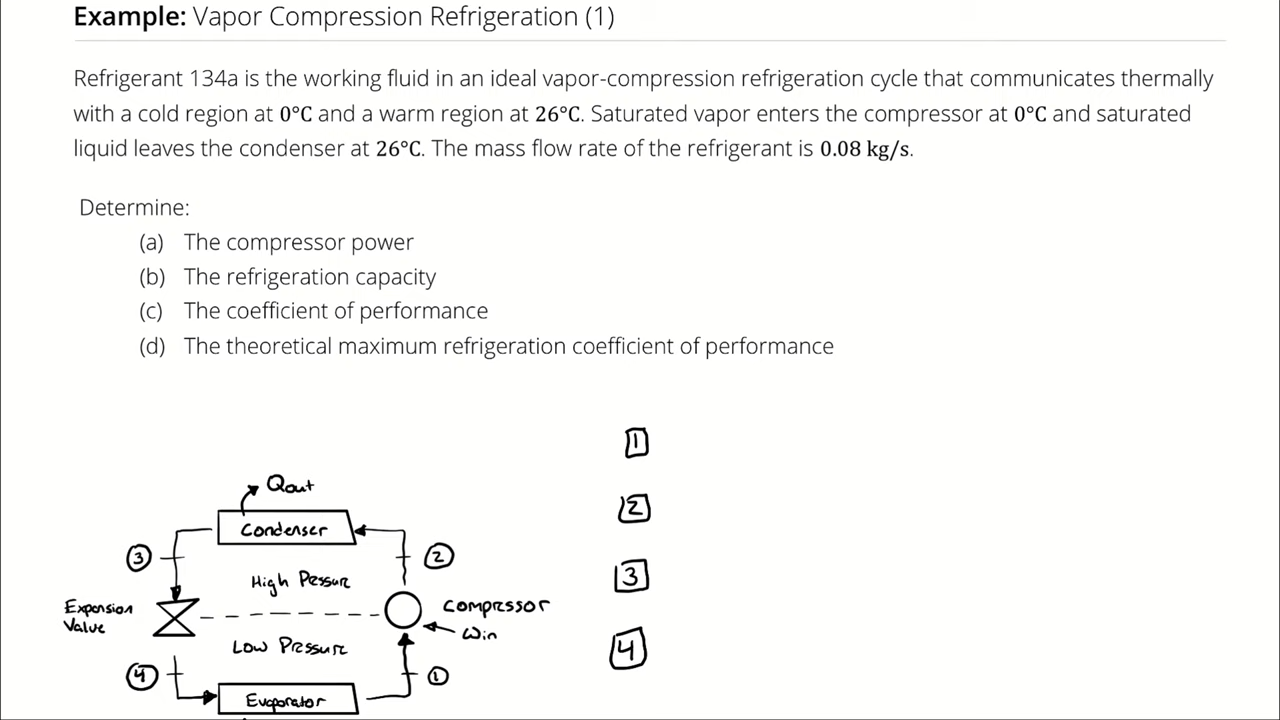 Example: Vapor Compression Refrigeration (1)
Refrigerant 134a is the working fluid in an ideal vapor-compression refrigeration cycle that communicates thermally
with a cold region at 0°C and a warm region at 26°C. Saturated vapor enters the compressor at 0°C and saturated
liquid leaves the condenser at 26°C. The mass flow rate of the refrigerant is 0.08 kg/s.
Determine:
(a) The compressor power
(b) The refrigeration capacity
(c) The coefficient of performance
(d) The theoretical maximum refrigeration coefficient of performance
1
Qout
2
Condenser
3
2
High Pessure
3
Expansion
Value
Compressor
Win
Low Pressure
4
4
1
Evaporator